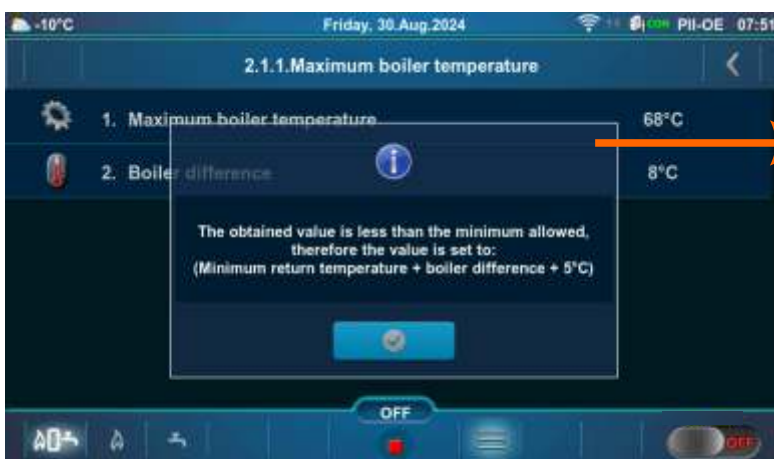 -10°C Friday, 30.Aug.2024 PII-OE 07:51
2.1.1.Maximum boiler temperature
1. Maximum boiler temperature 68°C
2. Boiler difference 8°C
The obtained value is less than the minimum allowed,
therefore the value is set to:
(Minimum return temperature + boiler difference + 5°C)
OFF
OFF